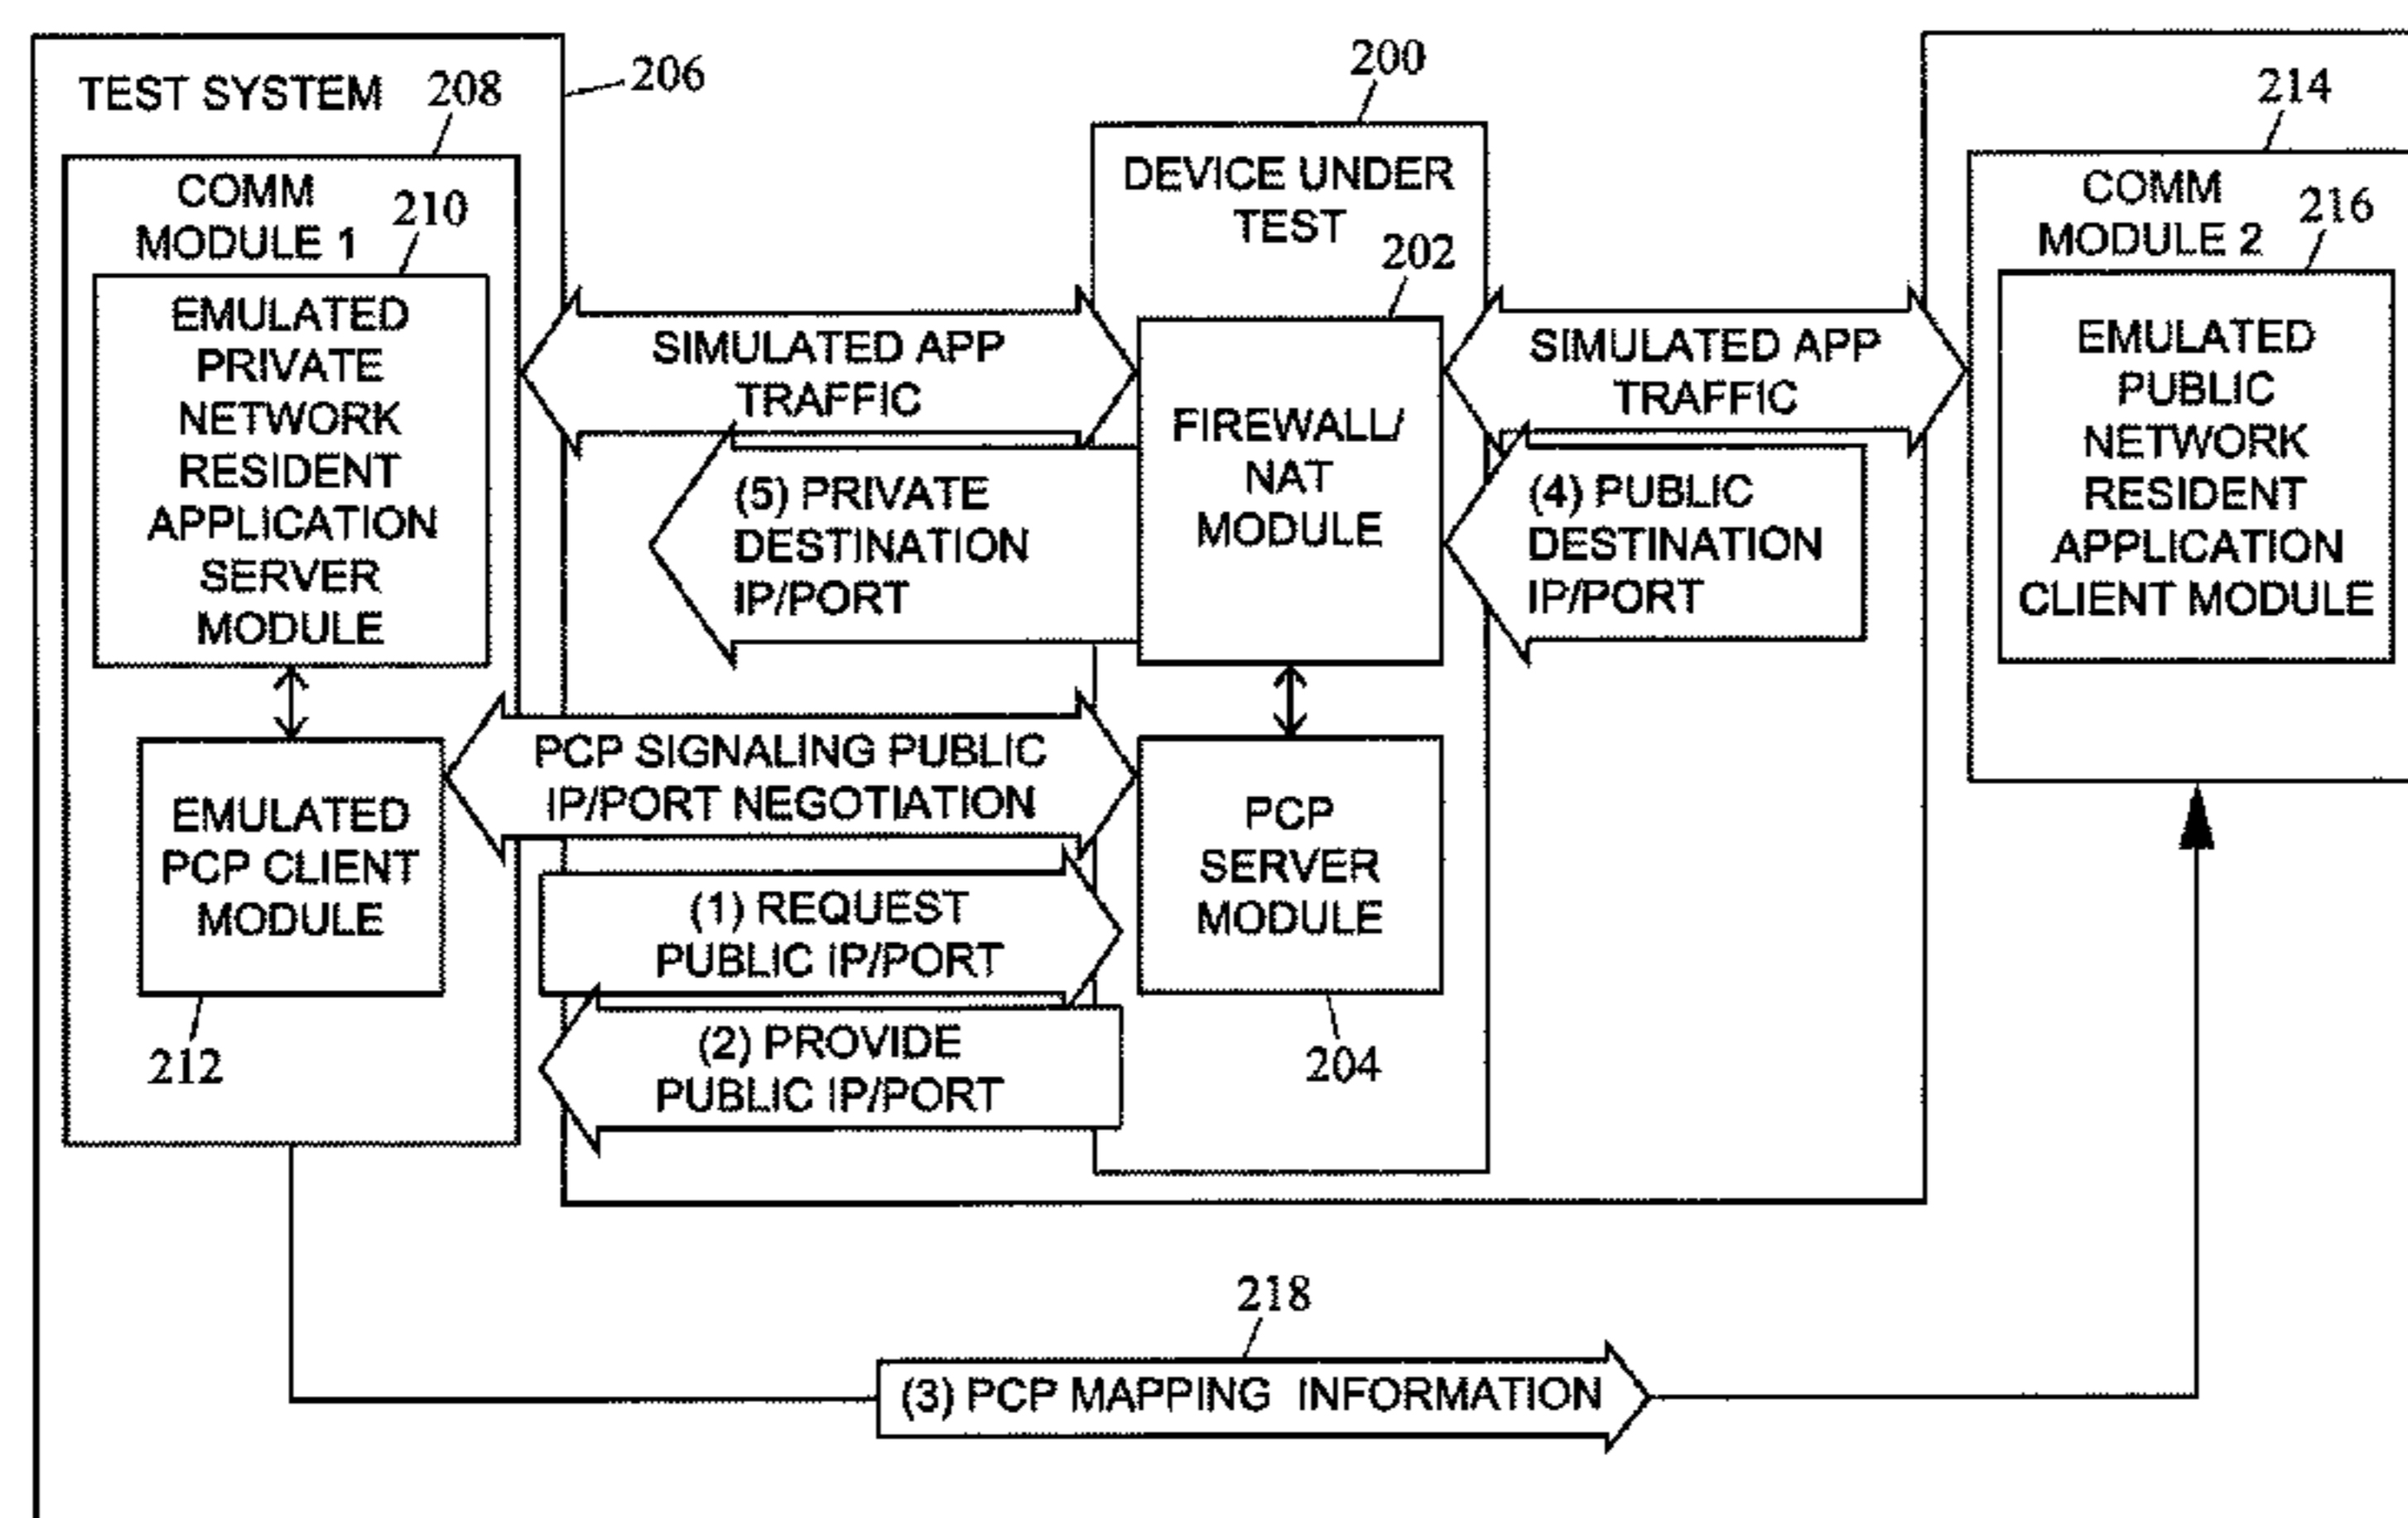 TEST SYSTEM
208
206
COMM
MODULE 1
210
EMULATED
PRIVATE
NETWORK
RESIDENT
APPLICATION
SERVER
MODULE
EMULATED
PCP CLIENT
MODULE
212
SIMULATED APP
TRAFFIC
(5) PRIVATE
DESTINATION
IP/PORT
PCP SIGNALING PUBLIC
IP/PORT NEGOTIATION
(1) REQUEST
PUBLIC IP/PORT
(2) PROVIDE
PUBLIC IP/PORT
200
DEVICE UNDER
TEST
202
FIREWALL/
NAT
MODULE
PCP
SERVER
MODULE
204
SIMULATED APP
TRAFFIC
(4) PUBLIC
DESTINATION
IP/PORT
214
COMM
MODULE 2
216
EMULATED
PUBLIC
NETWORK
RESIDENT
APPLICATION
CLIENT MODULE
218
(3) PCP MAPPING INFORMATION